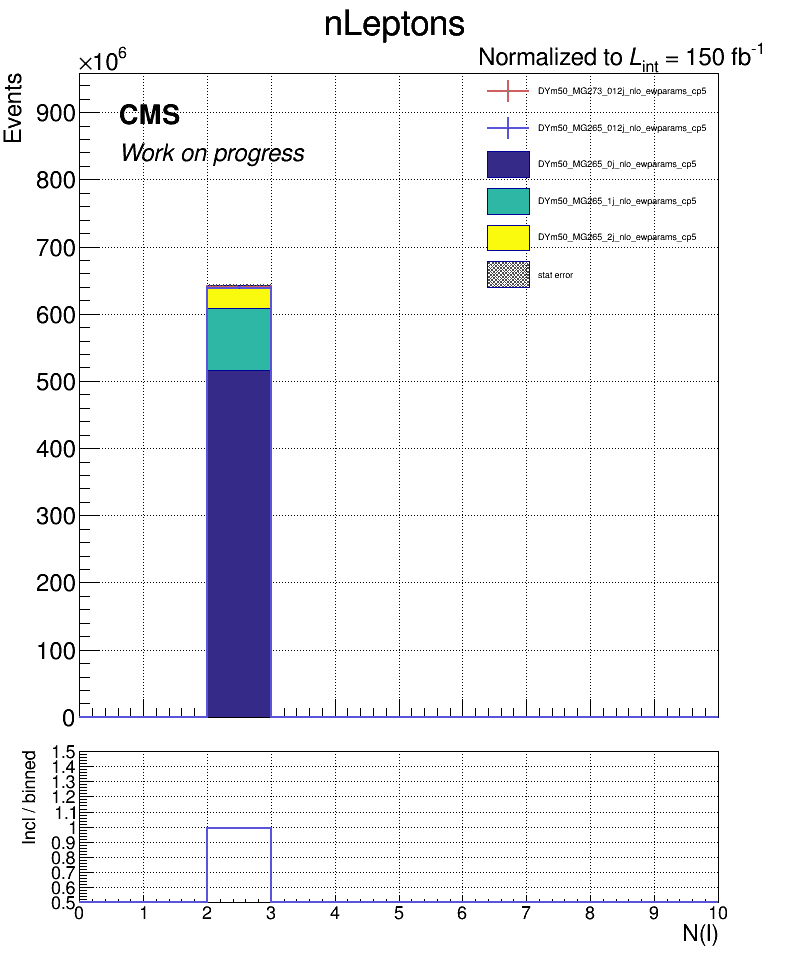 nLeptons
×10⁶
Normalized to Lint = 150 fb⁻¹
Events
CMS
Work on progress
DYm50_MG273_012j_nlo_ewparams_cp5
DYm50_MG265_012j_nlo_ewparams_cp5
DYm50_MG265_0j_nlo_ewparams_cp5
DYm50_MG265_1j_nlo_ewparams_cp5
DYm50_MG265_2j_nlo_ewparams_cp5
stat error
900
800
700
600
500
400
300
200
100
0
Incl / binned
1.5
1.4
1.3
1.2
1.1
1
0.9
0.8
0.7
0.6
0.5
0 1 2 3 4 5 6 7 8 9 10
N(l)